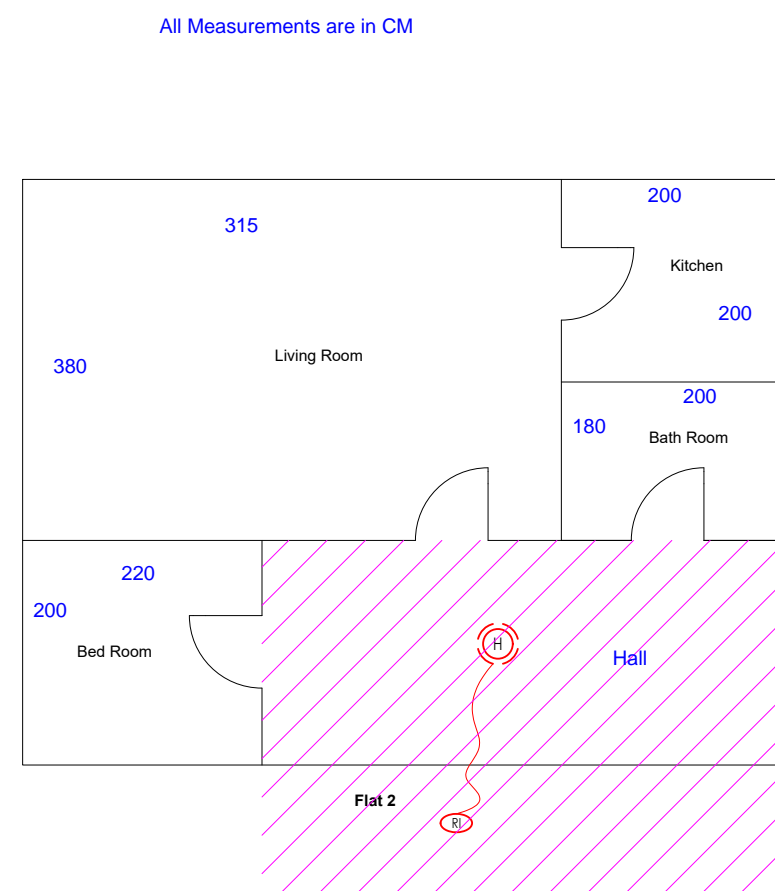 All Measurements are in CM
200
315
Kitchen
200
Living Room
380
200
180
Bath Room
220
200
Bed Room
H
Hall
Flat 2
RI